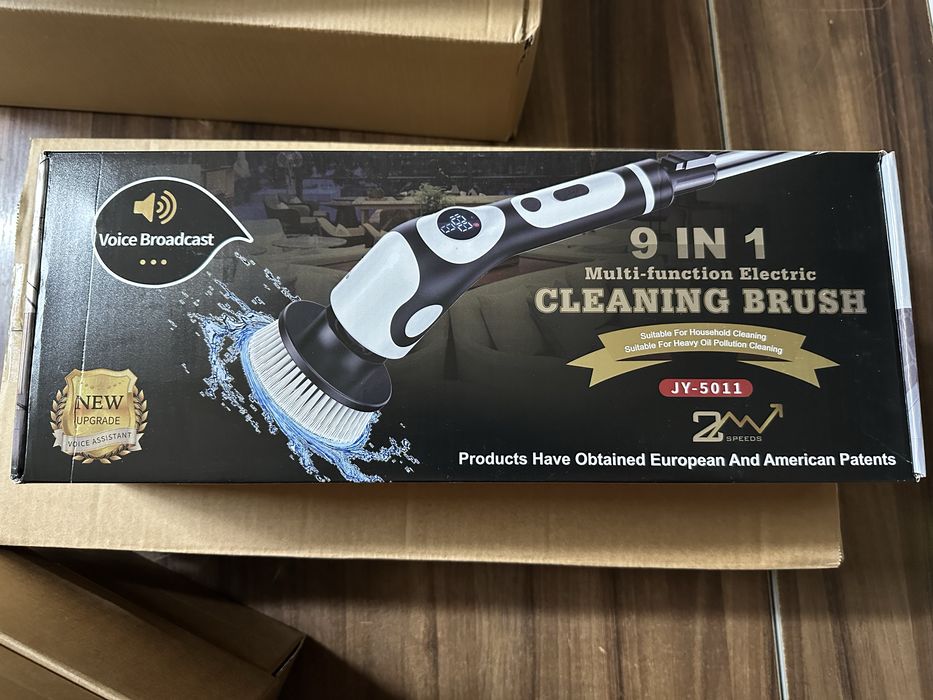 Voice Broadcast
9 IN 1
Multi-function Electric
CLEANING BRUSH
Suitable For Household Cleaning
Suitable For Heavy Oil Pollution Cleaning
JY-5011
2
SPEEDS
NEW
UPGRADE
VOICE ASSISTANT
Products Have Obtained European And American Patents